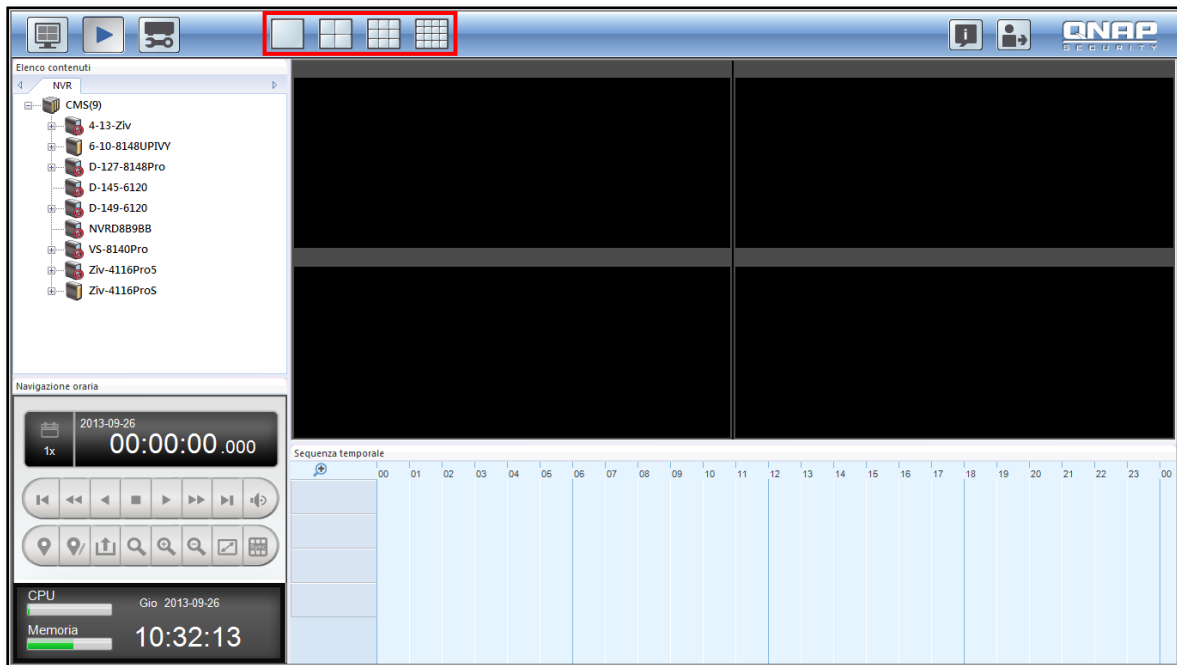 QNAP
SECURITY
Elenco contenuti
NVR
CMS(9)
4-13-Ziv
6-10-8148UPIVY
D-127-8148Pro
D-145-6120
D-149-6120
NVRD8B9BB
VS-8140Pro
Ziv-4116Pro5
Ziv-4116ProS
Navigazione oraria
2013-09-26
1x 00:00:00.000
Sequenza temporale
00 01 02 03 04 05 06 07 08 09 10 11 12 13 14 15 16 17 18 19 20 21 22 23 00
SYNC
CPU
Gio 2013-09-26
Memoria
10:32:13